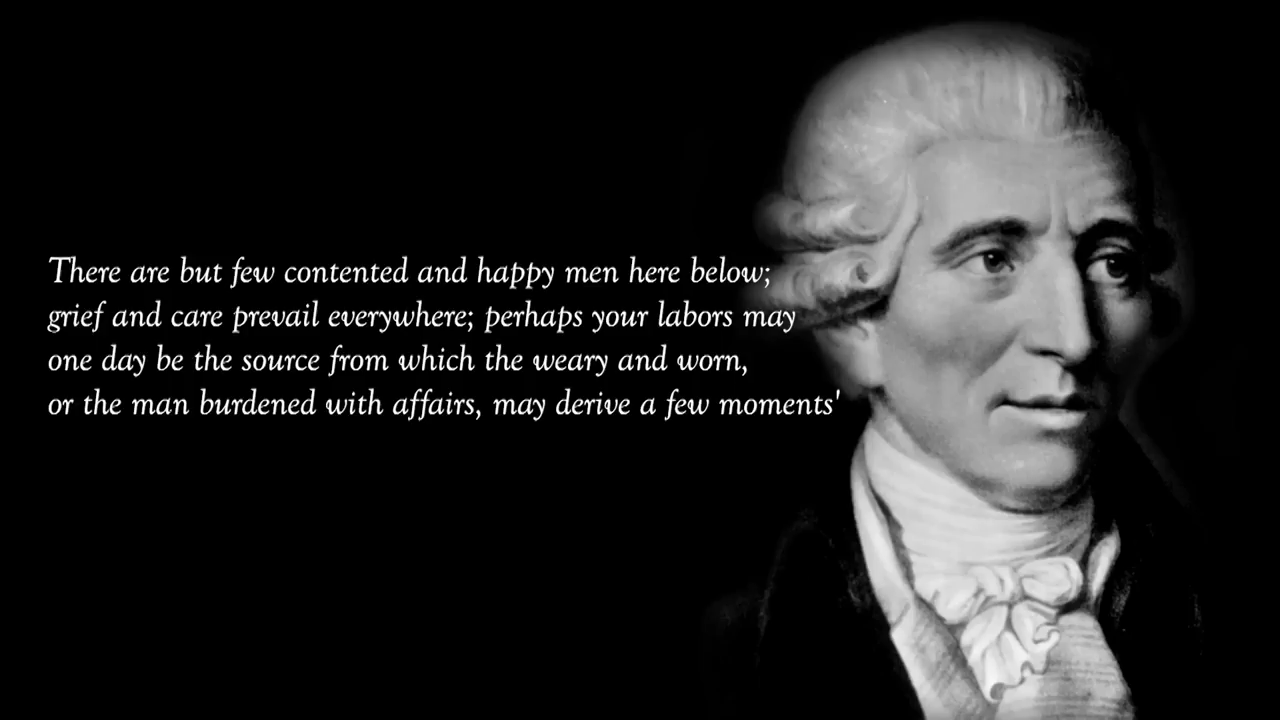 There are but few contented and happy men here below;
grief and care prevail everywhere; perhaps your labors may
one day be the source from which the weary and worn,
or the man burdened with affairs, may derive a few moments'